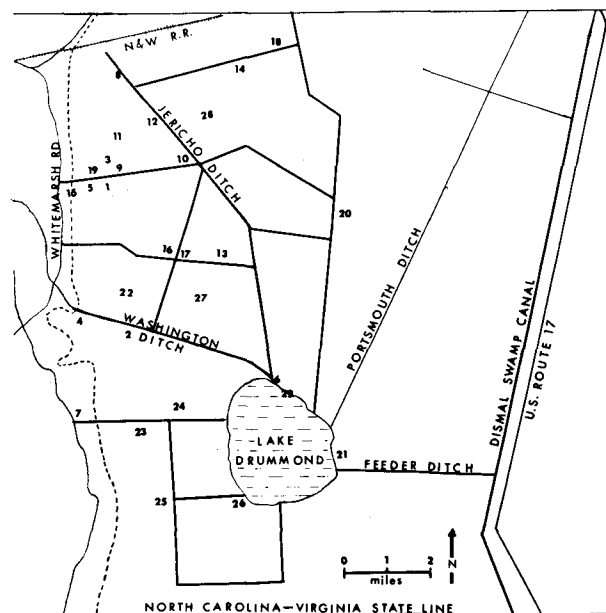 N&W R.R.
18
14
8
28
12
JERICHO DITCH
11
3
10
19
9
15
5
1
WHITEMARSH RD
20
16
17
13
22
27
PORTSMOUTH DITCH
DISMAL SWAMP CANAL
U.S. ROUTE 17
4
WASHINGTON
2 DITCH
6
7
24
23
LAKE
DRUMMOND
21
FEEDER DITCH
25
26
N
0 1 2
miles
NORTH CAROLINA—VIRGINIA STATE LINE